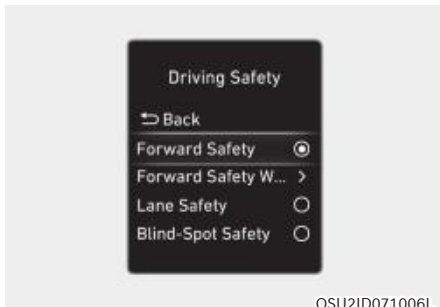 Driving Safety
Back
Forward Safety
Forward Safety W... >
Lane Safety
Blind-Spot Safety
OSU2ID071006L